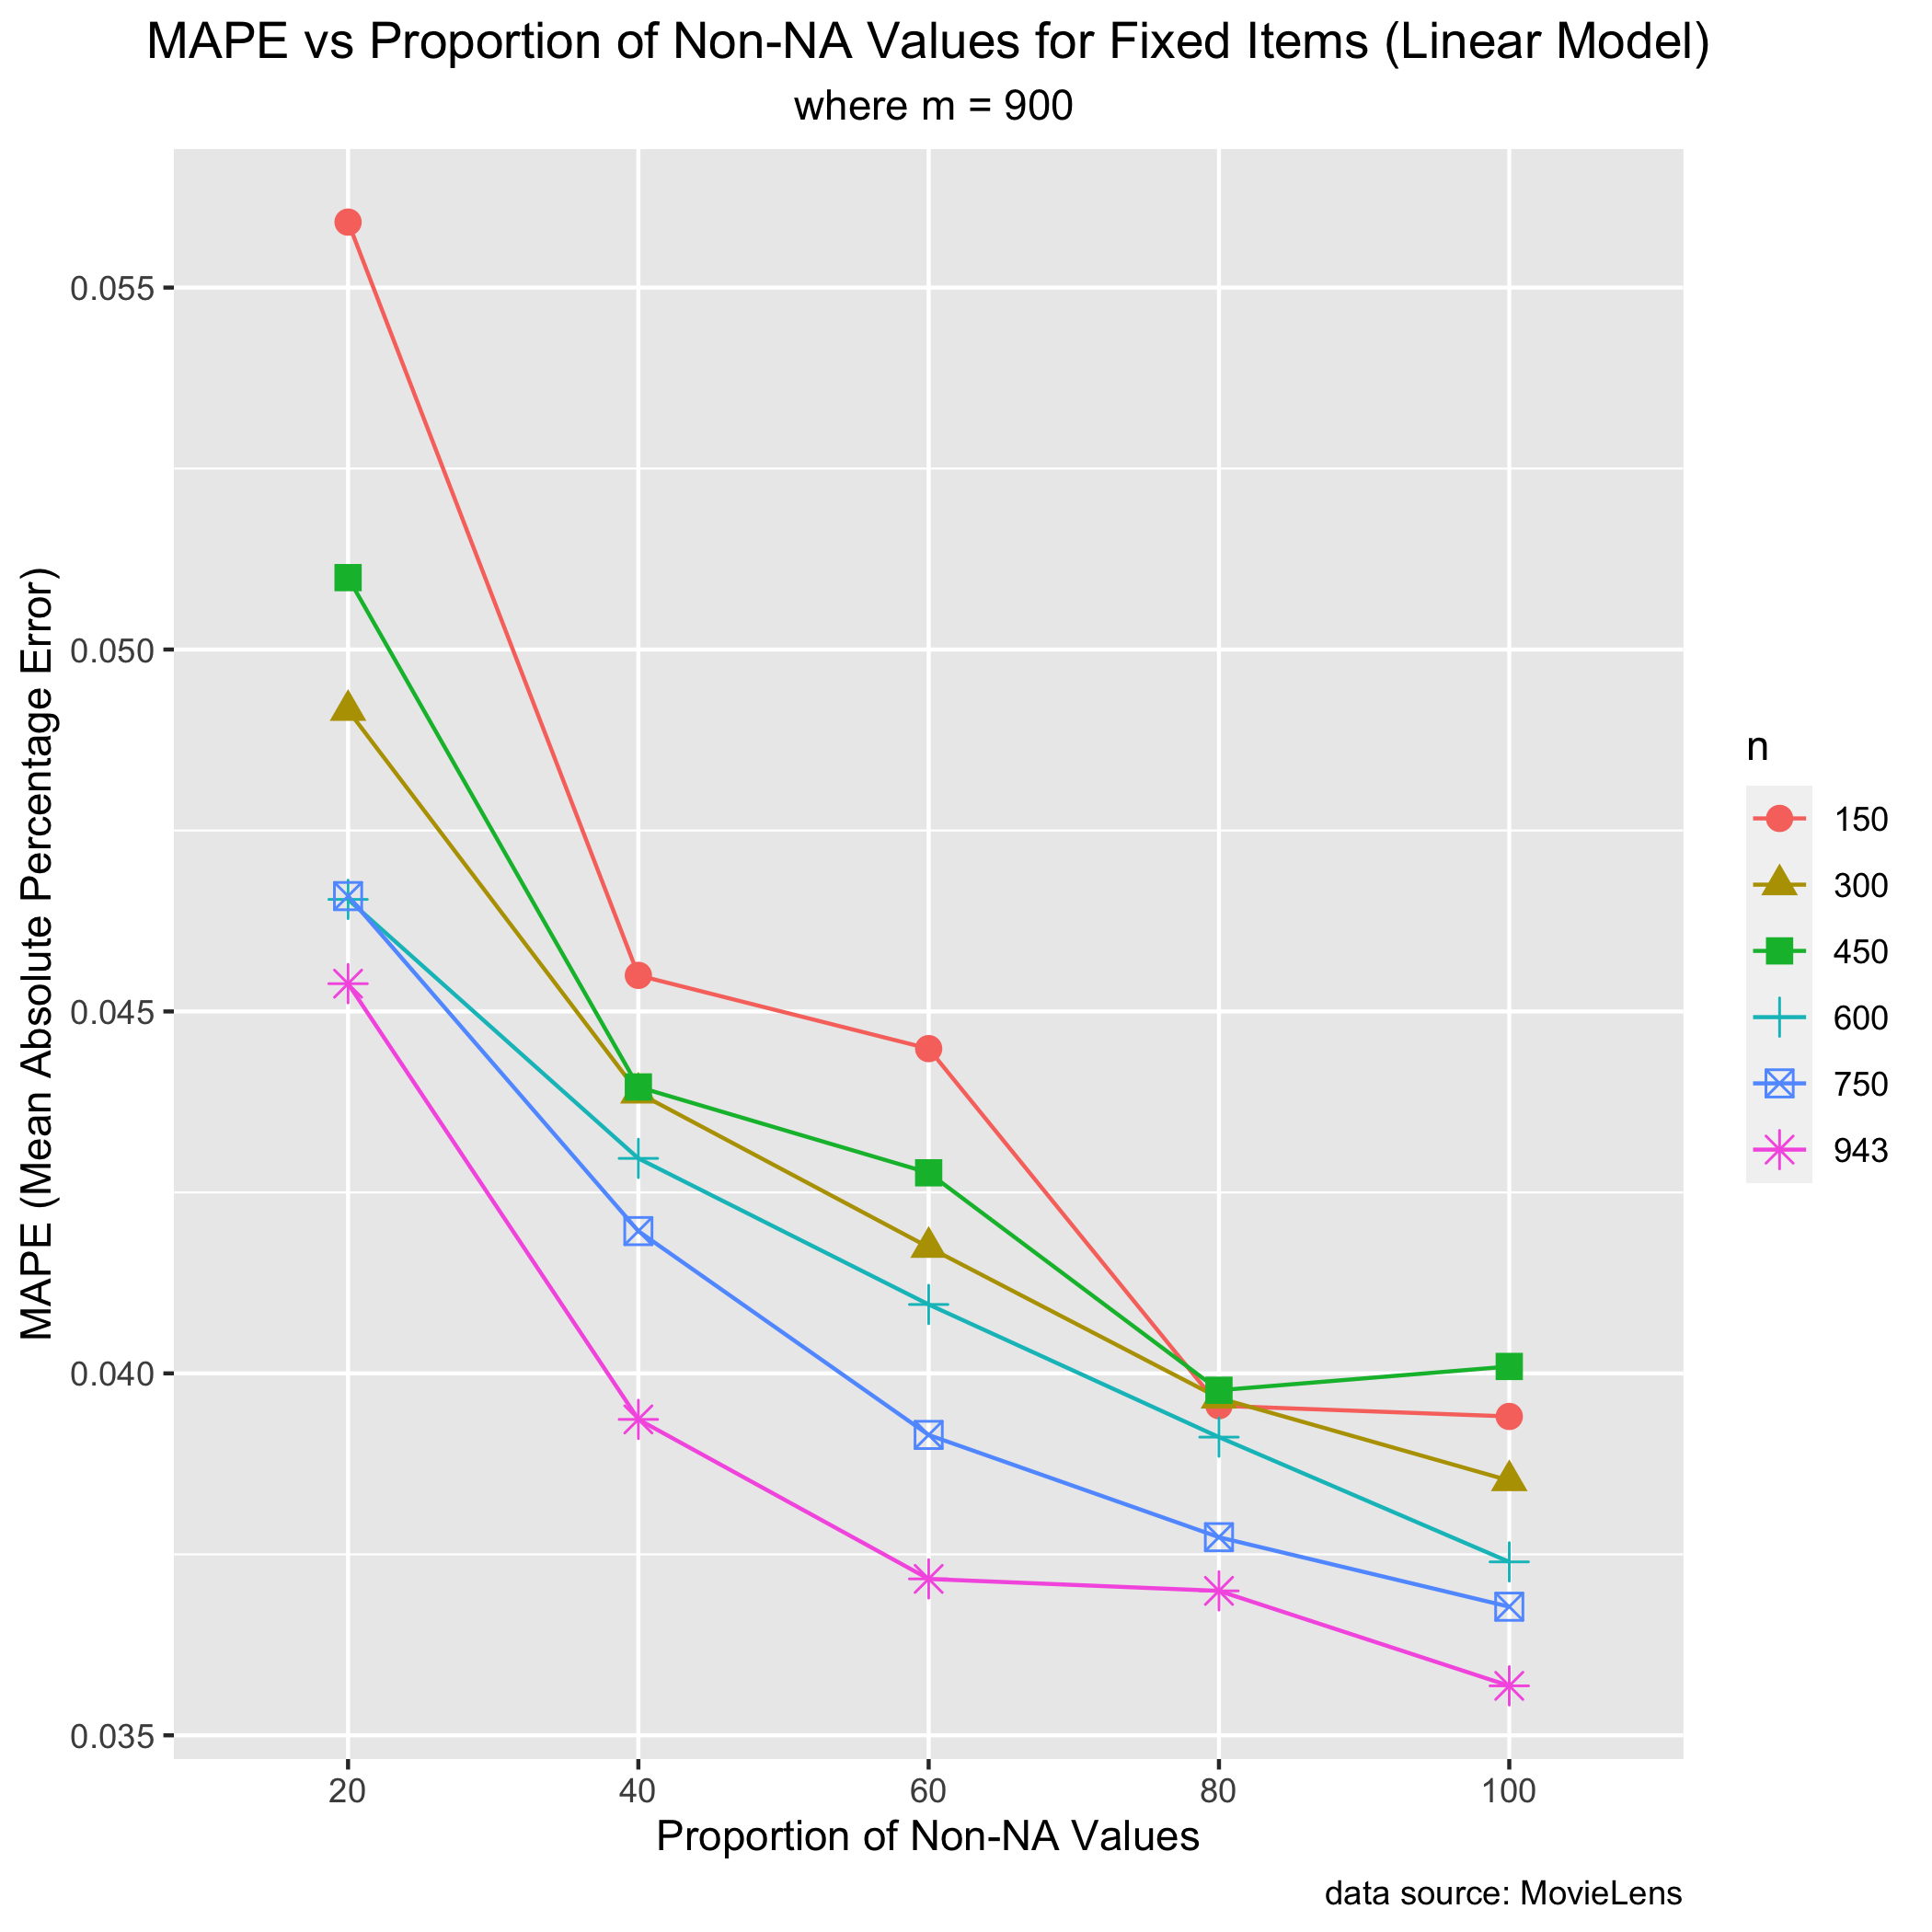 MAPE vs Proportion of Non-NA Values for Fixed Items (Linear Model)
where m = 900
MAPE (Mean Absolute Percentage Error)
0.055
0.050
0.045
0.040
0.035
20
40
60
80
100
Proportion of Non-NA Values
n
150
300
450
600
750
943
data source: MovieLens